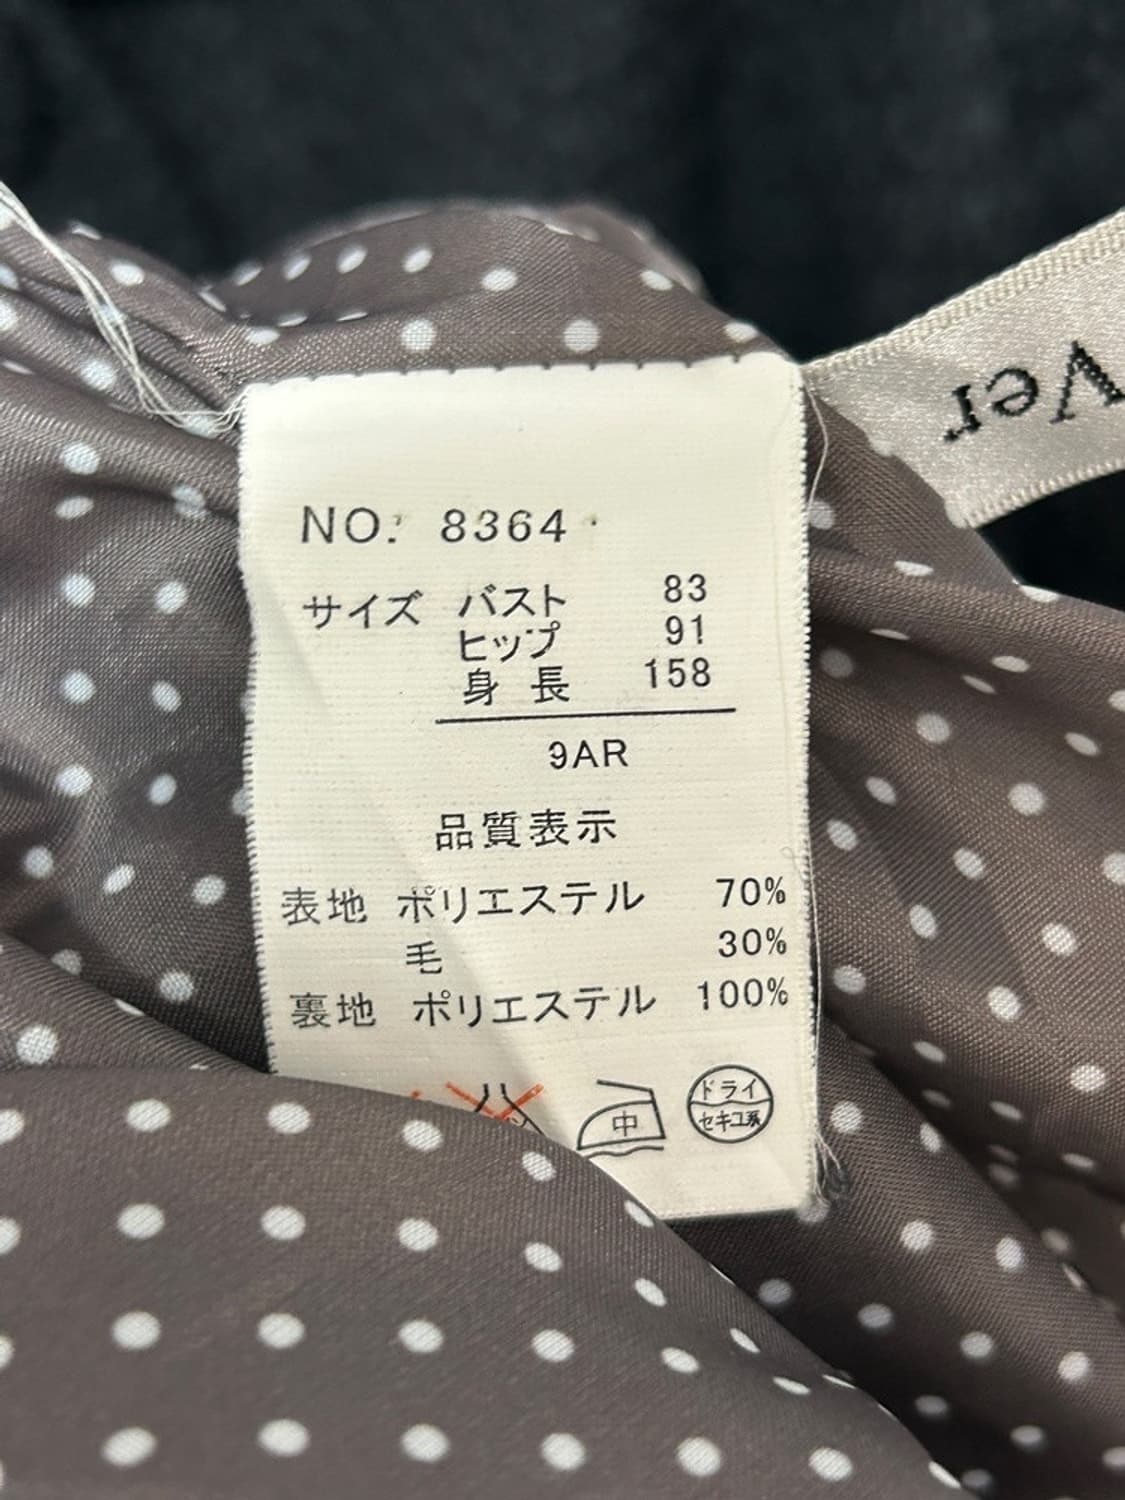 Ver
NO. 8364
サイズ バスト 83
ヒップ 91
身長 158
9AR
品質表示
表地 ポリエステル 70%
毛 30%
裏地 ポリエステル 100%
中
ドライ
セキユ系